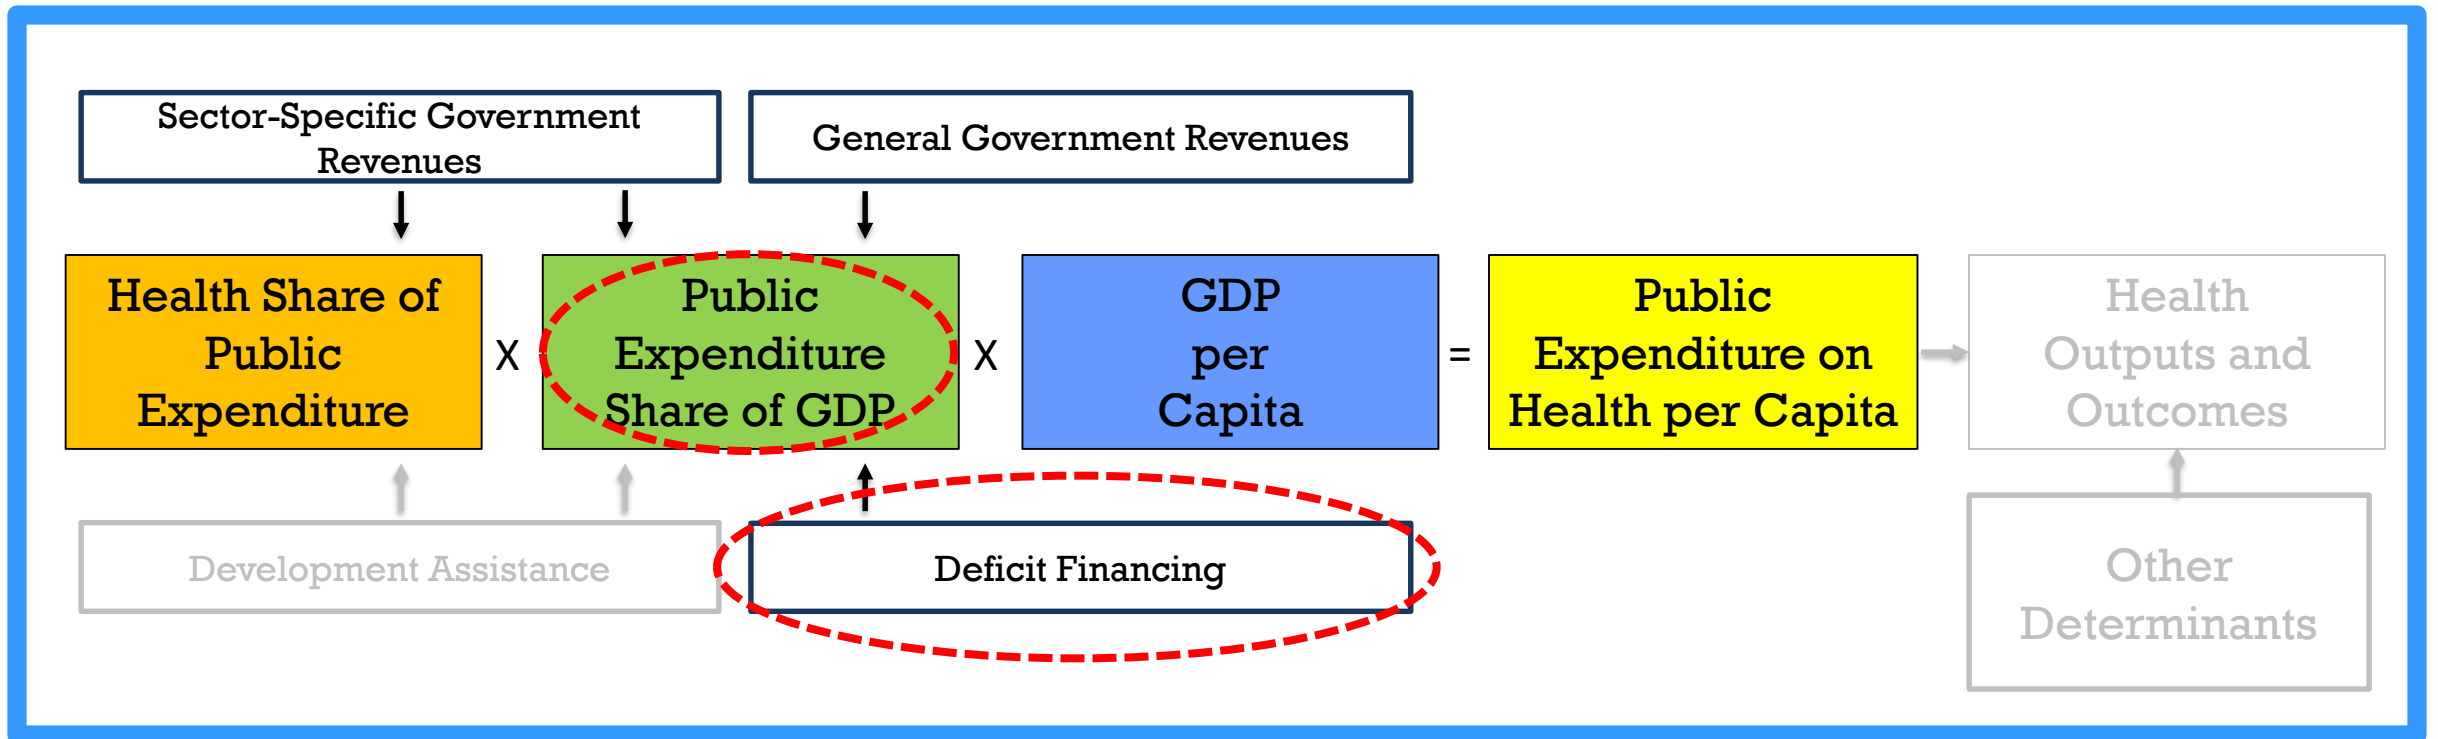 Sector-Specific Government
Revenues
General Government Revenues
Health Share of
Public
Expenditure
X
Public
Expenditure
Share of GDP
X
GDP
per
Capita
=
Public
Expenditure on
Health per Capita
Health
Outputs and
Outcomes
Development Assistance
Deficit Financing
Other
Determinants